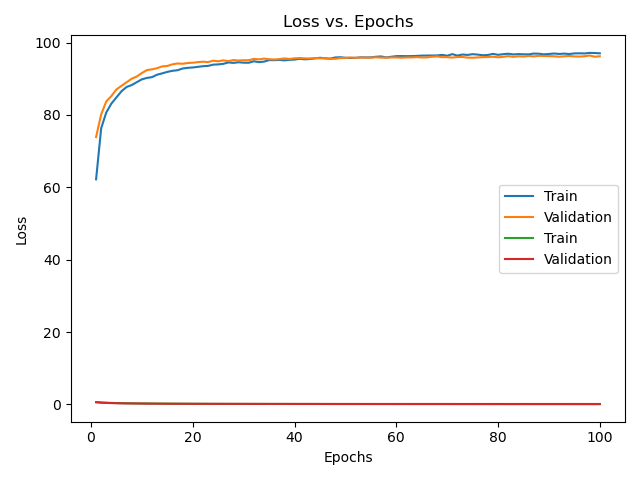 Loss vs. Epochs
100
80
60
40
20
0
Loss
Train
Validation
Train
Validation
0 20 40 60 80 100
Epochs